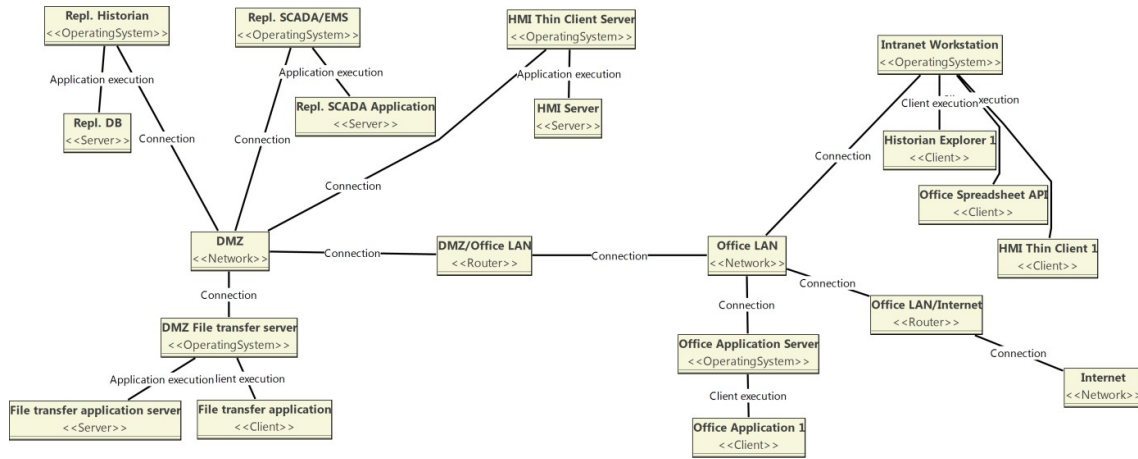 Repl. Historian
<<OperatingSystem>>
Repl. SCADA/EMS
<<OperatingSystem>>
HMI Thin Client Server
<<OperatingSystem>>
Intranet Workstation
<<OperatingSystem>>
Application execution
Application execution
Application execution
Client execution
execution
Repl. DB
<<Server>>
Repl. SCADA Application
<<Server>>
HMI Server
<<Server>>
Historian Explorer 1
<<Client>>
Connection
Connection
Connection
Connection
Office Spreadsheet API
<<Client>>
HMI Thin Client 1
<<Client>>
DMZ
<<Network>>
Connection
DMZ/Office LAN
<<Router>>
Connection
Office LAN
<<Network>>
Connection
Connection
Connection
Office LAN/Internet
<<Router>>
DMZ File transfer server
<<OperatingSystem>>
Office Application Server
<<OperatingSystem>>
Connection
Application execution
lient execution
Client execution
Internet
<<Network>>
File transfer application server
<<Server>>
File transfer application
<<Client>>
Office Application 1
<<Client>>